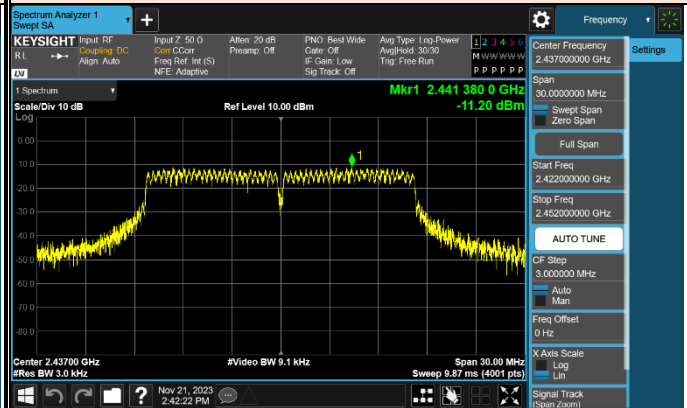 Spectrum Analyzer 1
Swept SA
+
Frequency
KEYSIGHT
Input: RF
Coupling: DC
Align: Auto
Input Z: 50 Ω
Corr CCorr
Freq Ref: Int (S)
NFE: Adaptive
Atten: 20 dB
Preamp: Off
PNO: Best Wide
Gate: Off
IF Gain: Low
Sig Track: Off
Avg Type: Log-Power
Avg|Hold: 30/30
Trig: Free Run
1 2 3 4 5 6
M W W W W W
P P P P P P
RL
LXI
1 Spectrum
Scale/Div 10 dB
Ref Level 10.00 dBm
Mkr1 2.441 380 0 GHz
-11.20 dBm
Log
0.00
-10.0
-20.0
-30.0
-40.0
-50.0
-60.0
-70.0
-80.0
1
Center 2.43700 GHz
#Res BW 3.0 kHz
#Video BW 9.1 kHz
Span 30.00 MHz
Sweep 9.87 ms (4001 pts)
?
Nov 21, 2023
2:42:22 PM
Center Frequency
2.437000000 GHz
Span
30.0000000 MHz
Swept Span
Zero Span
Full Span
Start Freq
2.422000000 GHz
Stop Freq
2.452000000 GHz
AUTO TUNE
CF Step
3.000000 MHz
Auto
Man
Freq Offset
0 Hz
X Axis Scale
Log
Lin
Signal Track
(Span Zoom)
Settings